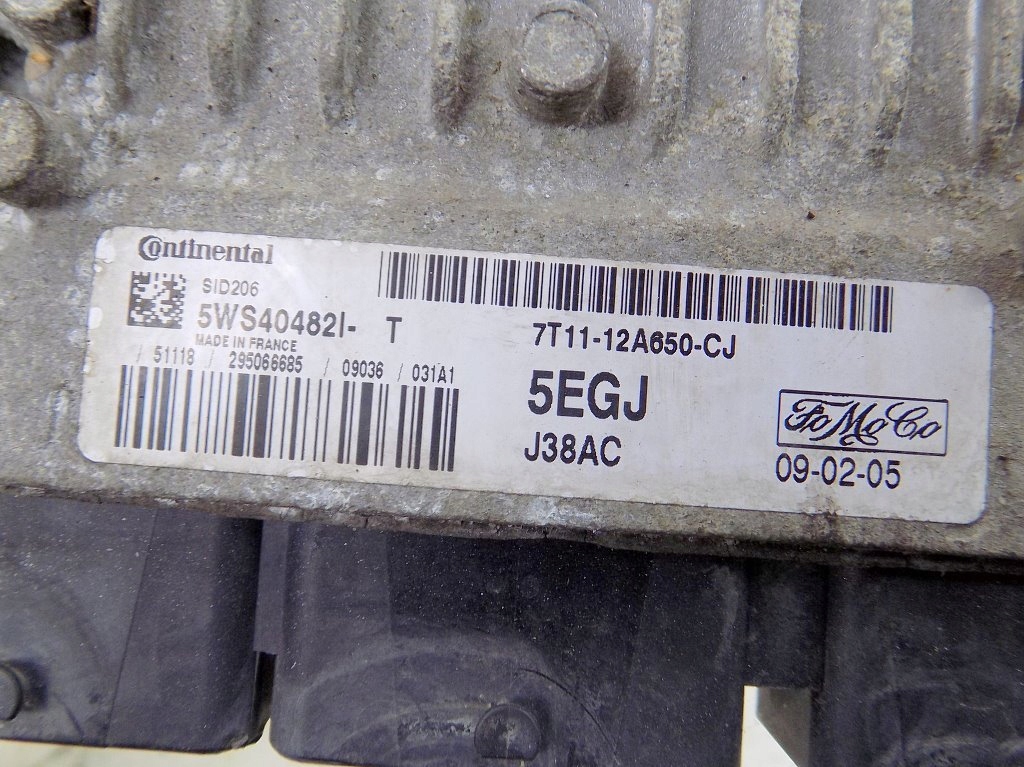 Continental
SID206
5WS40482I- T
MADE IN FRANCE
/ 51118 / 295066685 / 09036 / 031A1
7T11-12A650-CJ
5EGJ
J38AC
FoMoCo
09-02-05